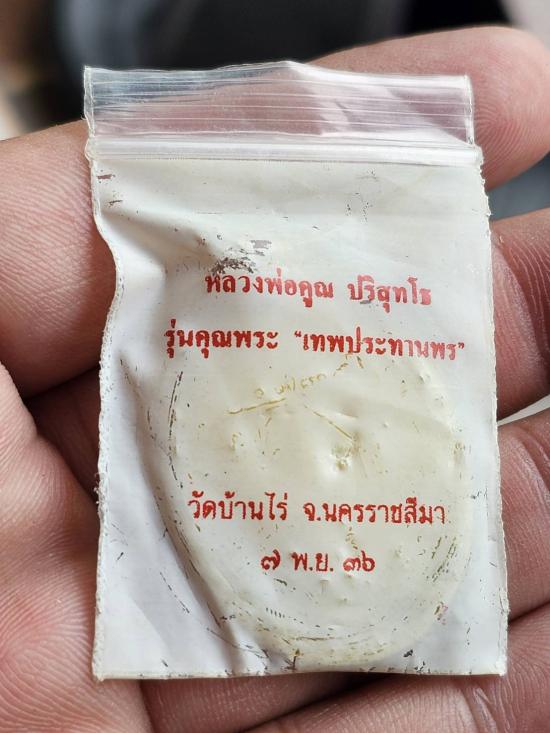 หลวงพ่อคูณ ปริสุทโธ
รุ่นคุณพระ "เทพประทานพร"
วัดบ้านไร่ จ.นครราชสีมา
๗ พ.ย. ๓๖